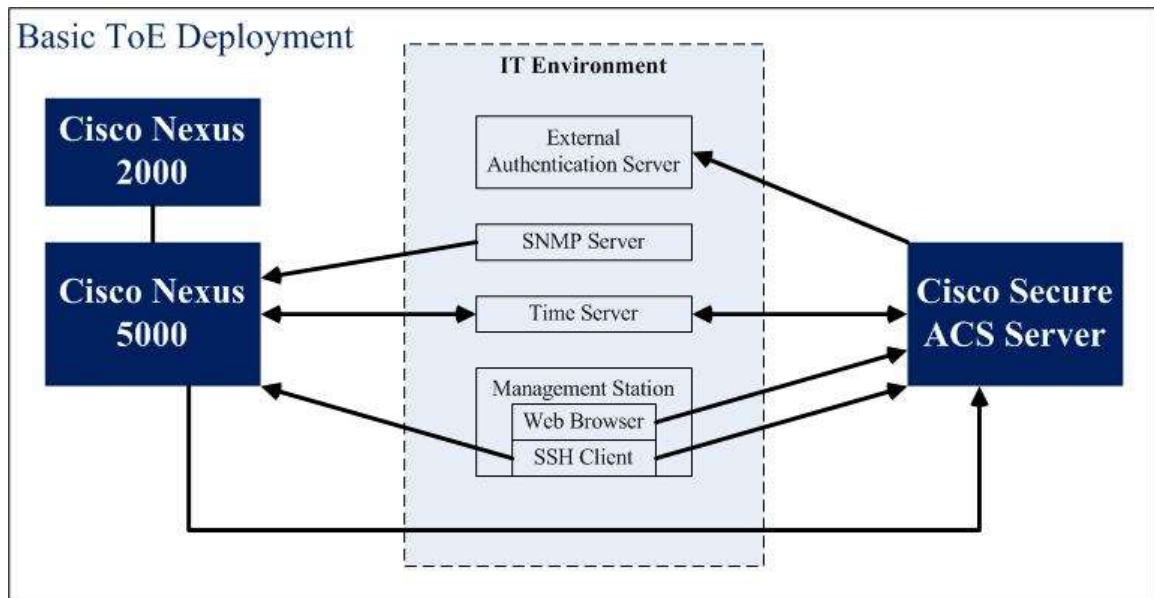 Basic ToE Deployment
IT Environment
Cisco Nexus
2000
External
Authentication Server
SNMP Server
Cisco Nexus
5000
Time Server
Cisco Secure
ACS Server
Management Station
Web Browser
SSH Client